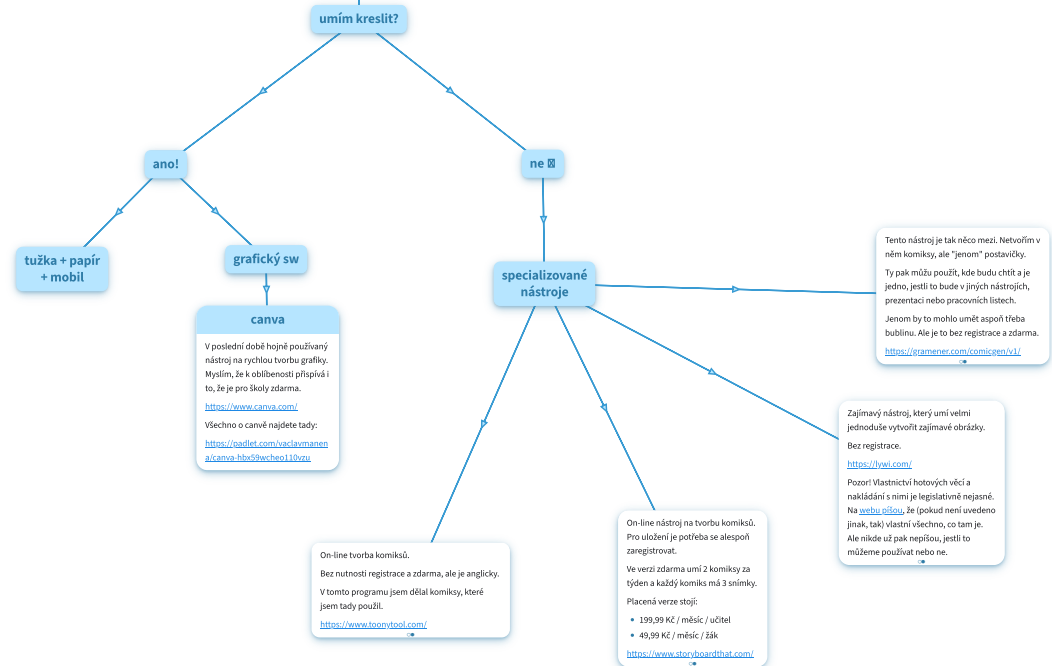 umím kreslit?
ano!
ne
tužka + papír
+ mobil
grafický sw
canva
V poslední době hojně používaný
nástroj na rychlou tvorbu grafiky.
Myslím, že k oblíbenosti přispívá i
to, že je pro školy zdarma.
https://www.canva.com/
Všechno o canvě najdete tady:
https://padlet.com/vaclavmanen
a/canva-hbx59wcheo110vzu
specializované
nástroje
Tento nástroj je tak něco mezi. Netvořím v
něm komiksy, ale "jenom" postavičky.
Ty pak můžu použít, kde budu chtít a je
jedno, jestli to bude v jiných nástrojích,
prezentaci nebo pracovních listech.
Jenom by to mohlo umět aspoň třeba
bublinu. Ale je to bez registrace a zdarma.
https://gramener.com/comicgen/v1/
Zajímavý nástroj, který umí velmi
jednoduše vytvořit zajímavé obrázky.
Bez registrace.
https://lywi.com/
Pozor! Vlastnictví hotových věcí a
nakládání s nimi je legislativně nejasné.
Na webu píšou, že (pokud není uvedeno
jinak, tak) vlastní všechno, co tam je.
Ale nikde už pak nepíšou, jestli to
můžeme používat nebo ne.
On-line tvorba komiksů.
Bez nutnosti registrace a zdarma, ale je anglicky.
V tomto programu jsem dělal komiksy, které
jsem tady použil.
https://www.toonytool.com/
On-line nástroj na tvorbu komiksů.
Pro uložení je potřeba se alespoň
zaregistrovat.
Ve verzi zdarma umí 2 komiksy za
týden a každý komiks má 3 snímky.
Placená verze stojí:
• 199,99 Kč / měsíc / učitel
• 49,99 Kč / měsíc / žák
https://www.storyboardthat.com/